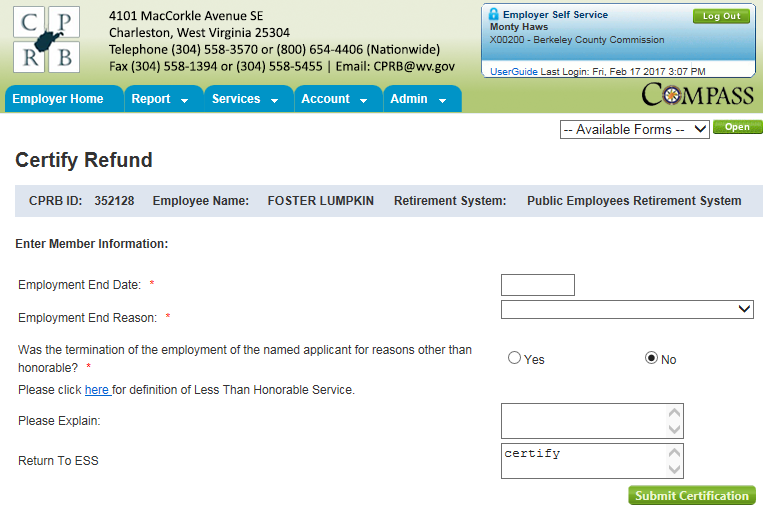 C P
R B
4101 MacCorkle Avenue SE
Charleston, West Virginia 25304
Telephone (304) 558-3570 or (800) 654-4406 (Nationwide)
Fax (304) 558-1394 or (304) 558-5455 | Email: CPRB@wv.gov
Employer Self Service
Log Out
Monty Haws
X00200 - Berkeley County Commission
UserGuide Last Login: Fri, Feb 17 2017 3:07 PM
Employer Home Report Services Account Admin
COMPASS
-- Available Forms -- Open
Certify Refund
CPRB ID: 352128 Employee Name: FOSTER LUMPKIN Retirement System: Public Employees Retirement System
Enter Member Information:
Employment End Date: *
Employment End Reason: *
Was the termination of the employment of the named applicant for reasons other than
honorable? *
Yes No
Please click here for definition of Less Than Honorable Service.
Please Explain:
Return To ESS certify
Submit Certification